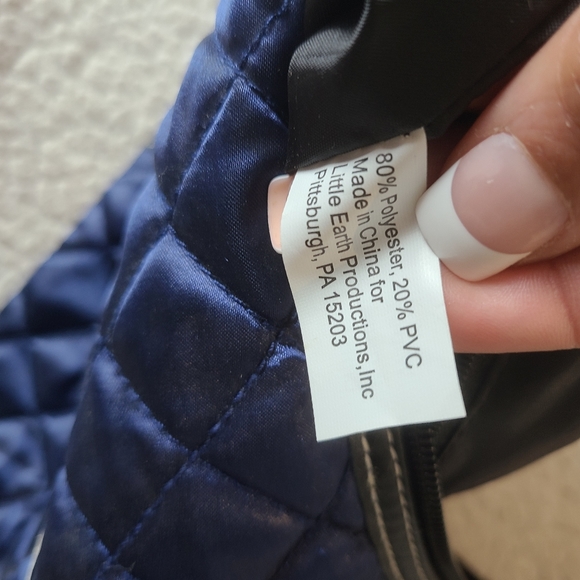 80% Polyester, 20% PVC
Made in China for
Little Earth Productions,Inc
Pittsburgh, PA 15203